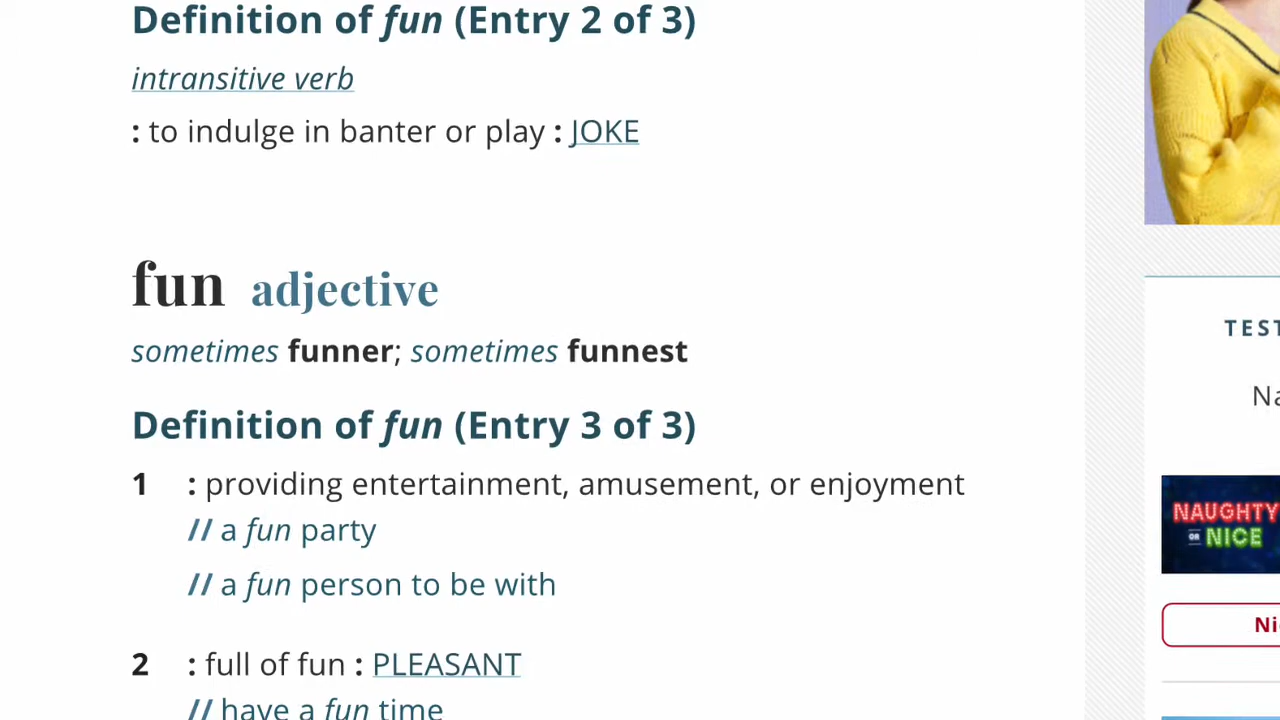 Definition of fun (Entry 2 of 3)
intransitive verb
: to indulge in banter or play : JOKE
fun adjective
sometimes funner; sometimes funnest
Definition of fun (Entry 3 of 3)
1 : providing entertainment, amusement, or enjoyment
// a fun party
// a fun person to be with
2 : full of fun : PLEASANT
// have a fun time
NAUGHTY
OR NICE